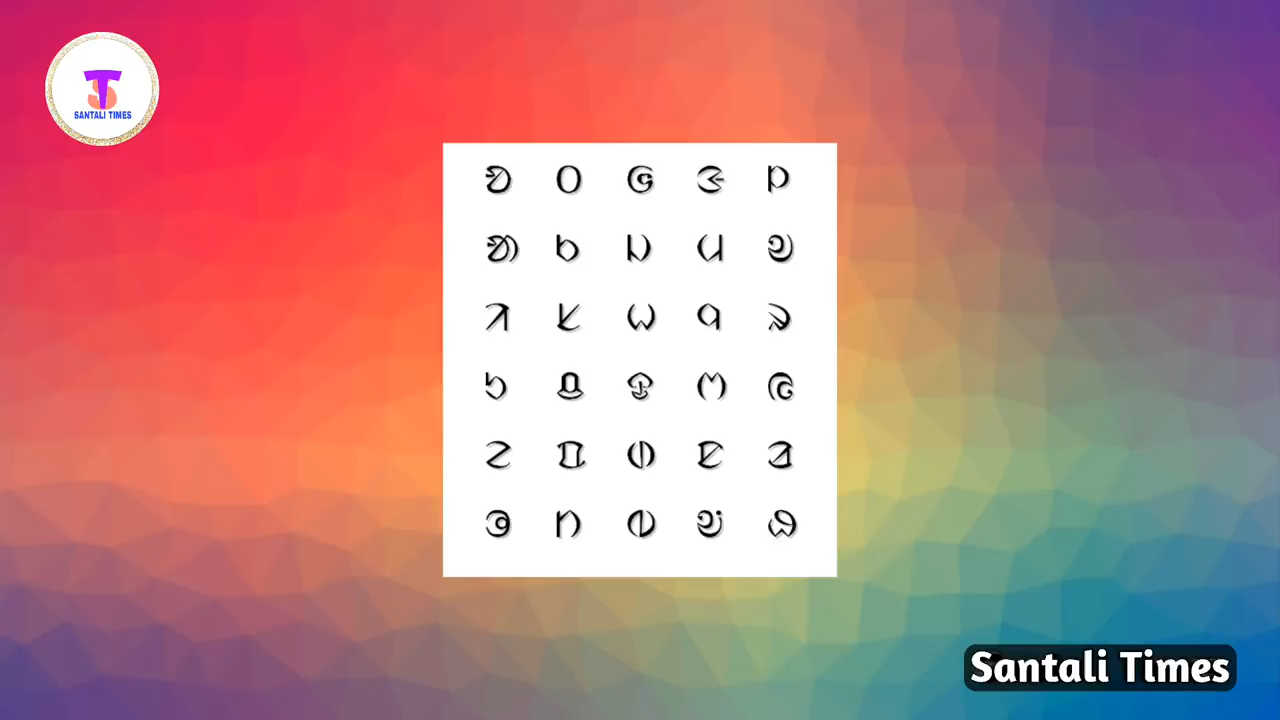 SANTALI TIMES
ᱚ ᱛ ᱜ ᱝ ᱞ
ᱟ ᱠ ᱡ ᱢ ᱣ
ᱤ ᱥ ᱦ ᱧ ᱨ
ᱩ ᱪ ᱫ ᱬ ᱭ
ᱮ ᱯ ᱰ ᱱ ᱲ
ᱳ ᱴ ᱵ ᱶ ᱷ
Santali Times